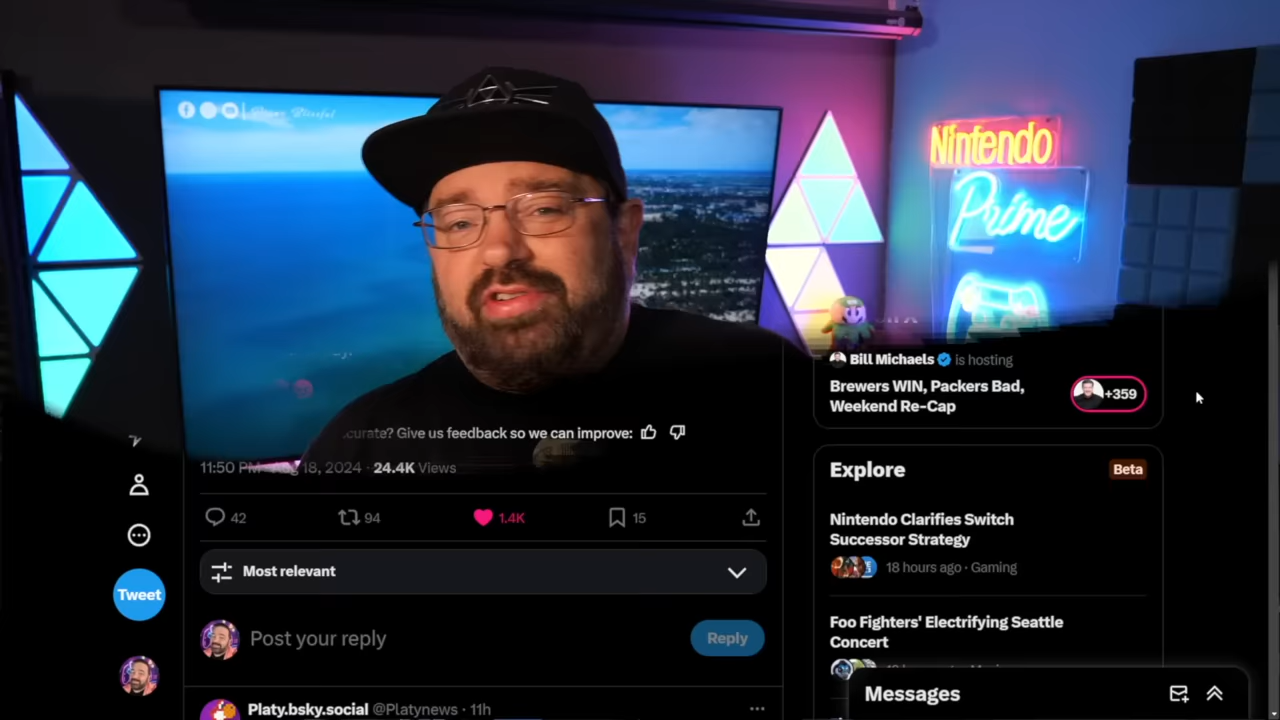 Nintendo
Prime
curate? Give us feedback so we can improve:
11:50 PM · Aug 18, 2024 · 24.4K Views
42
94
1.4K
15
Most relevant
Tweet
Post your reply
Reply
Platy.bsky.social @Platynews · 11h
Bill Michaels is hosting
Brewers WIN, Packers Bad,
Weekend Re-Cap
+359
Explore
Beta
Nintendo Clarifies Switch
Successor Strategy
18 hours ago · Gaming
Foo Fighters' Electrifying Seattle
Concert
Messages